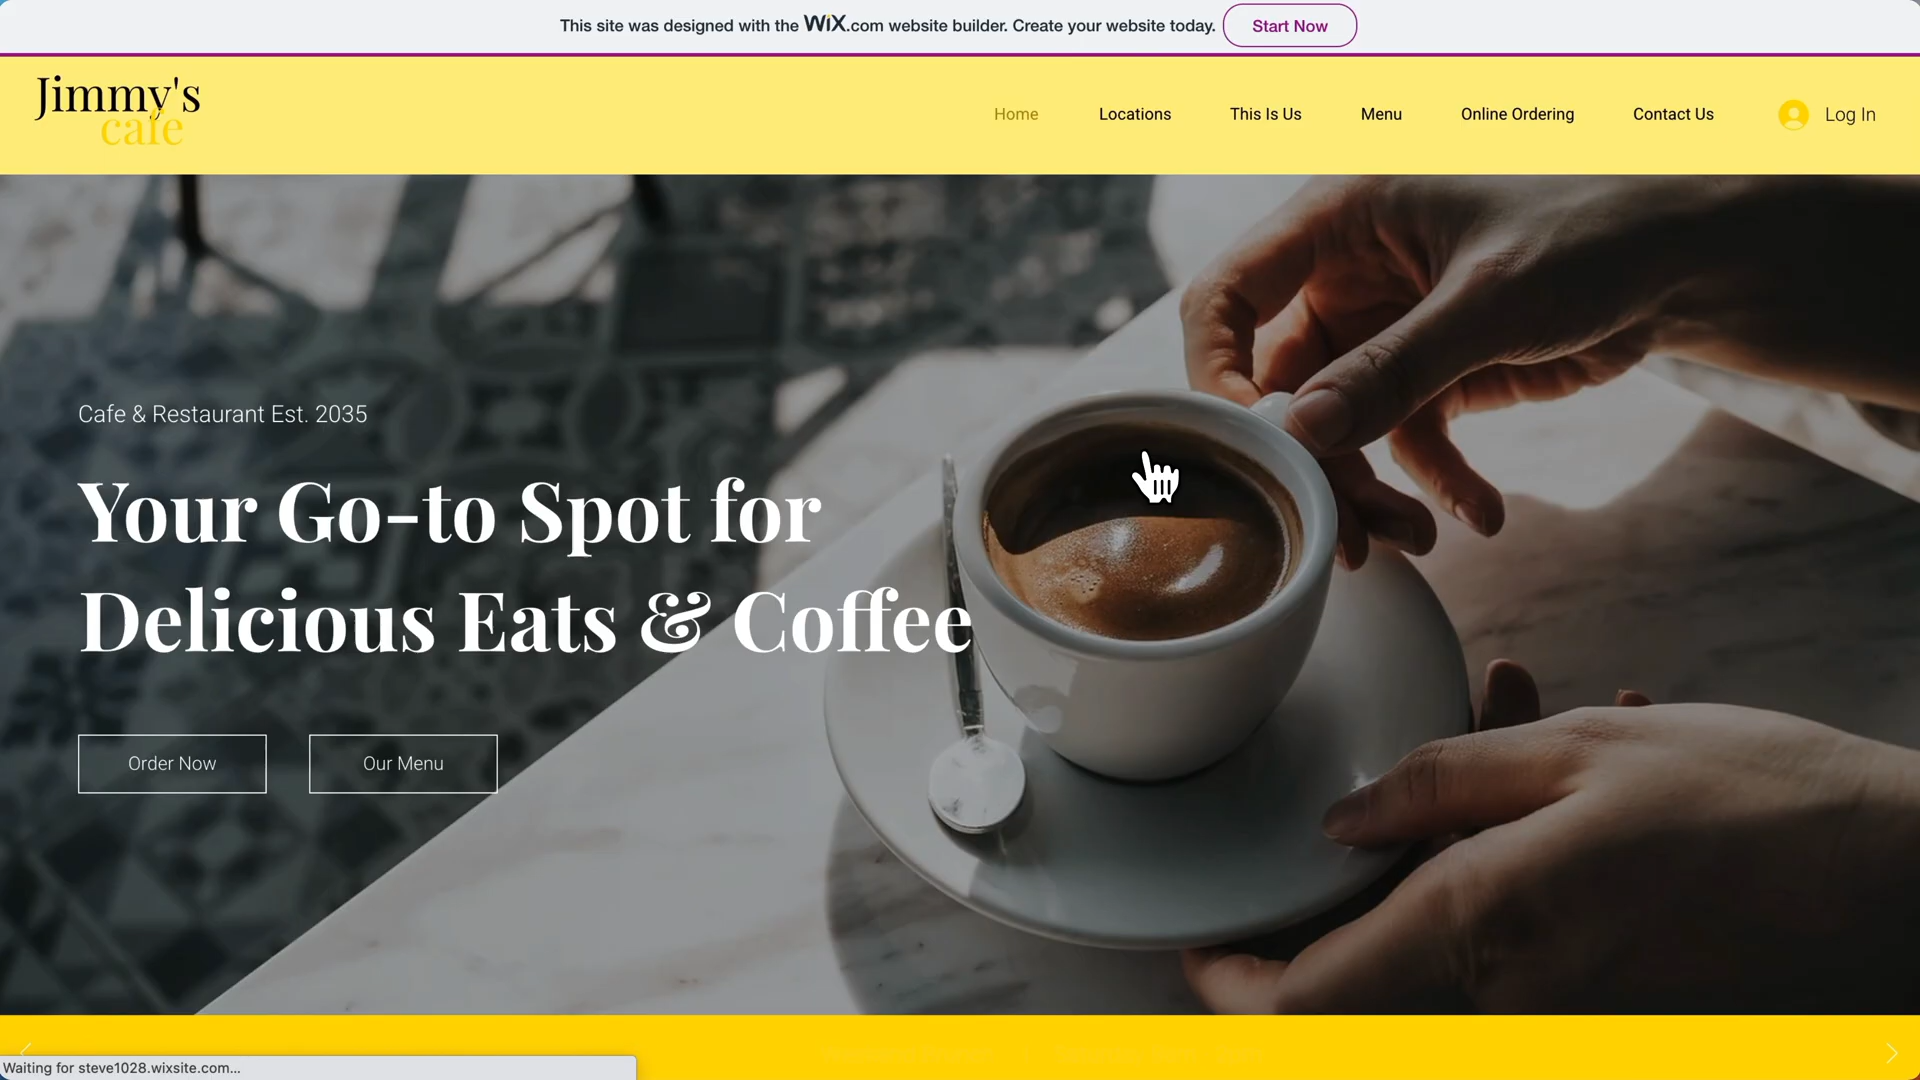 This site was designed with the WiX.com website builder. Create your website today. Start Now
Jimmy's
cafe
Home Locations This Is Us Menu Online Ordering Contact Us Log In
Cafe & Restaurant Est. 2035
Your Go-to Spot for
Delicious Eats & Coffee
Order Now Our Menu
Waiting for steve1028.wixsite.com...